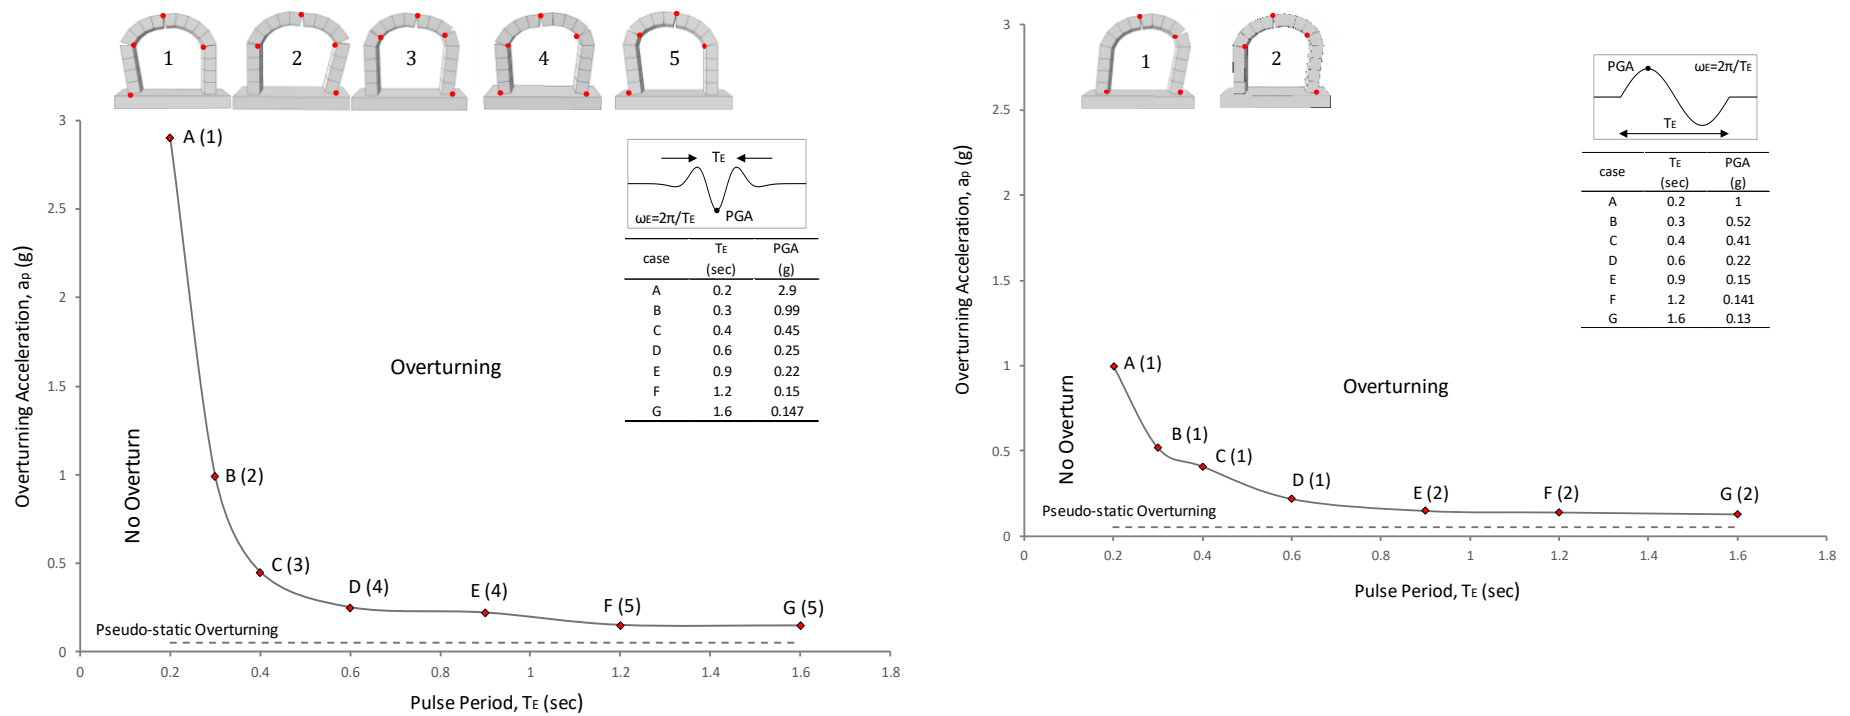 1 2 3 4 5
3
2.5
2
1.5
1
0.5
0
0 0.2 0.4 0.6 0.8 1 1.2 1.4 1.6 1.8
Overturning Acceleration, ap (g)
Pulse Period, TE (sec)
A (1)
B (2)
C (3)
D (4)
E (4)
F (5)
G (5)
No Overturn
Overturning
Pseudo-static Overturning
TE
ωE=2π/TE
PGA
case TE PGA
(sec) (g)
A 0.2 2.9
B 0.3 0.99
C 0.4 0.45
D 0.6 0.25
E 0.9 0.22
F 1.2 0.15
G 1.6 0.147
1 2
3
2.5
2
1.5
1
0.5
0
0 0.2 0.4 0.6 0.8 1 1.2 1.4 1.6 1.8
Overturning Acceleration, ap (g)
Pulse Period, TE (sec)
A (1)
B (1)
C (1)
D (1)
E (2)
F (2)
G (2)
No Overturn
Overturning
Pseudo-static Overturning
PGA ωE=2π/TE
TE
case TE PGA
(sec) (g)
A 0.2 1
B 0.3 0.52
C 0.4 0.41
D 0.6 0.22
E 0.9 0.15
F 1.2 0.141
G 1.6 0.13